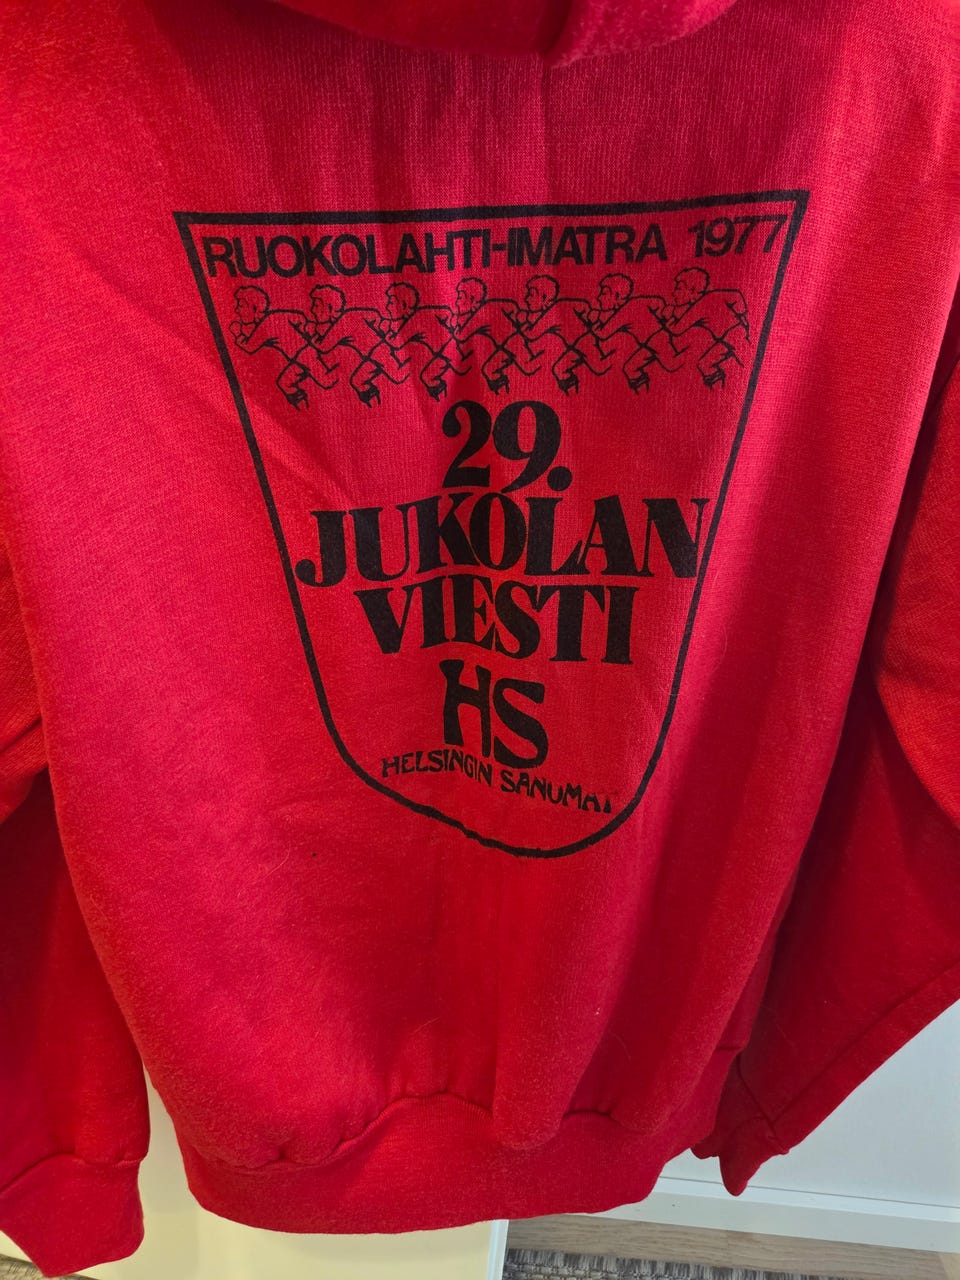 RUOKOLAHTI-IMATRA 1977
29.
JUKOLAN
VIESTI
HS
HELSINGIN SANOMAT